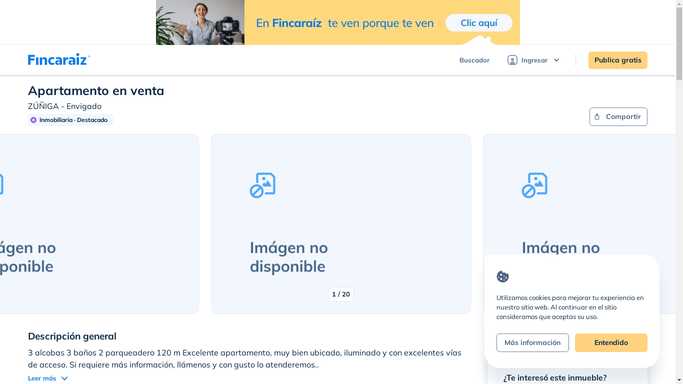 En Fincaraíz te ven porque te ven
Clic aquí
Fincaraíz
Buscador
Ingresar
Publica gratis
Apartamento en venta
ZÚÑIGA - Envigado
Inmobiliaria · Destacado
Compartir
Imágen no
disponible
Imágen no
disponible
Imágen no
1 / 20
Utilizamos cookies para mejorar tu experiencia en
nuestro sitio web. Al continuar en el sitio
consideramos que aceptas su uso.
Más información
Entendido
Descripción general
3 alcobas 3 baños 2 parqueadero 120 m Excelente apartamento, muy bien ubicado, iluminado y con excelentes vías
de acceso. Si requiere más información, llámenos y con gusto lo atenderemos..
Leer más
¿Te interesó este inmueble?